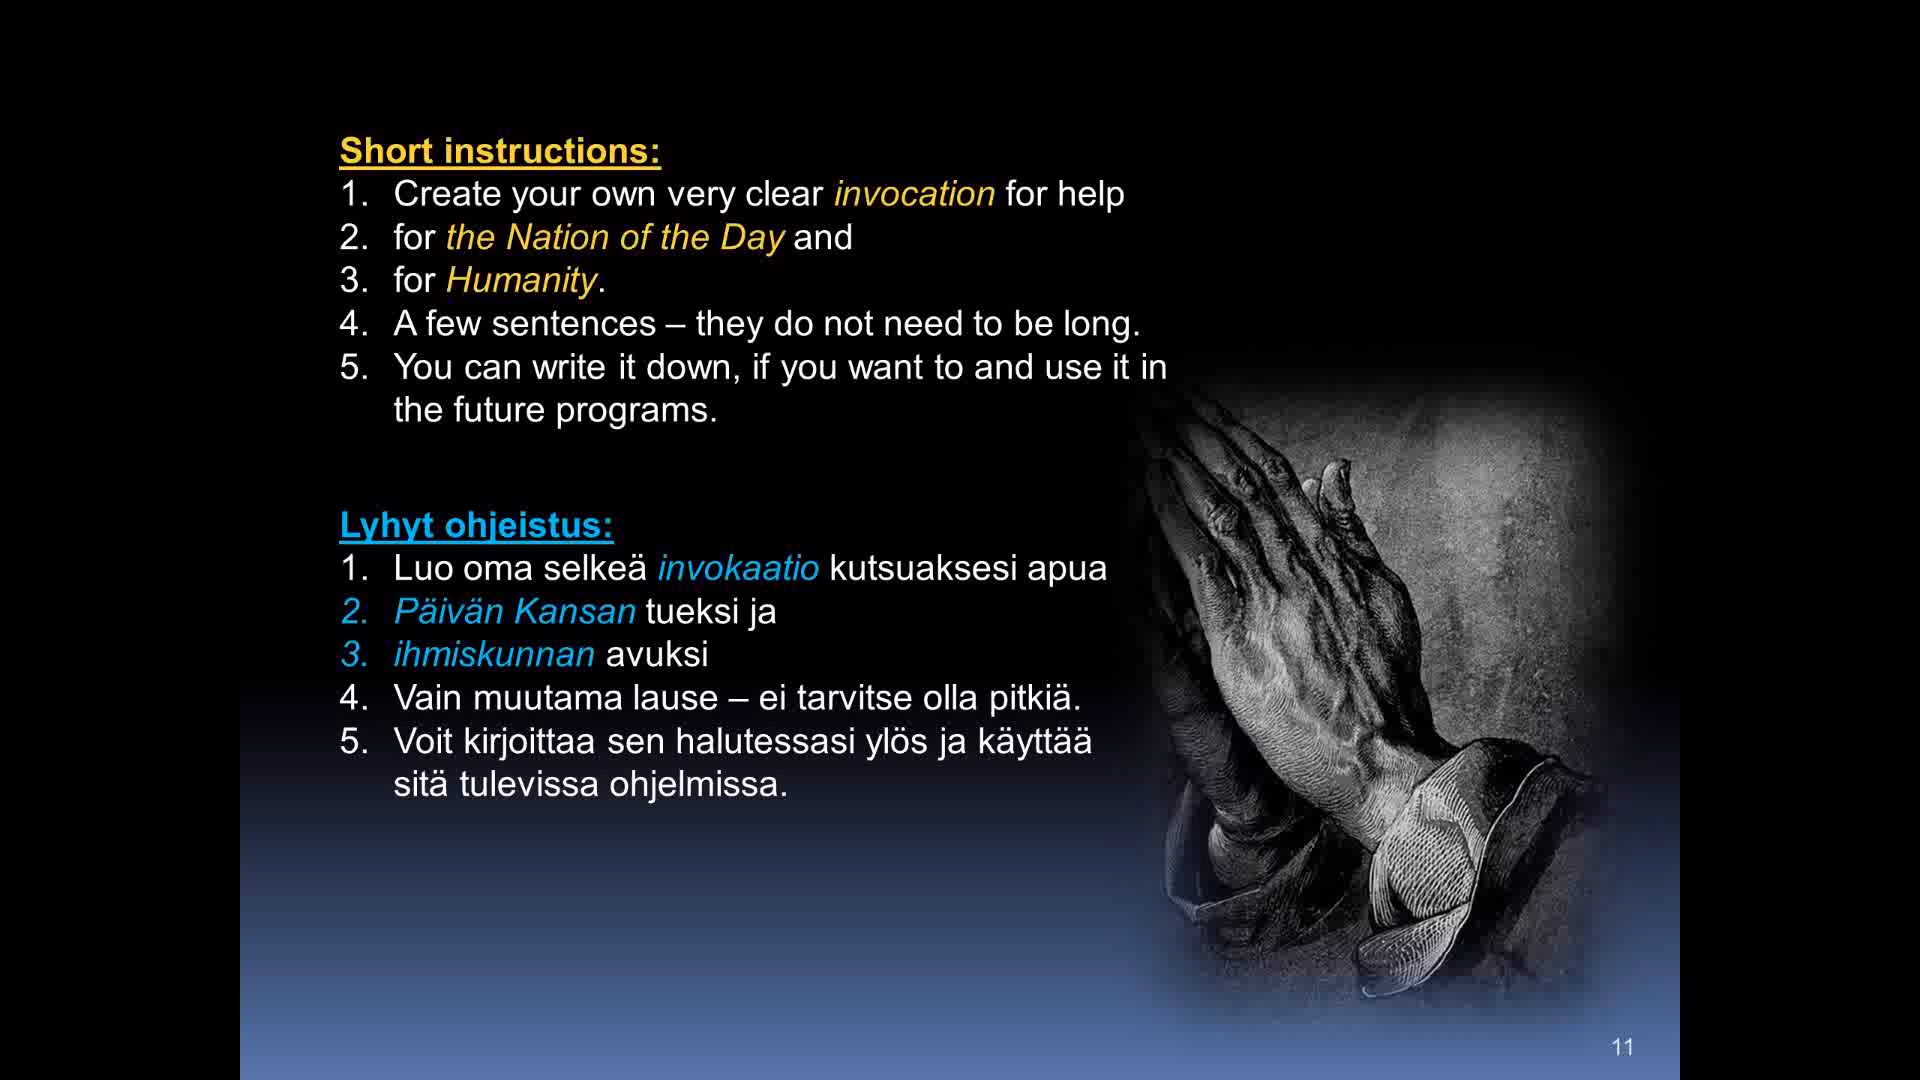 Short instructions:
1. Create your own very clear invocation for help
2. for the Nation of the Day and
3. for Humanity.
4. A few sentences – they do not need to be long.
5. You can write it down, if you want to and use it in
the future programs.
Lyhyt ohjeistus:
1. Luo oma selkeä invokaatio kutsuaksesi apua
2. Päivän Kansan tueksi ja
3. ihmiskunnan avuksi
4. Vain muutama lause – ei tarvitse olla pitkiä.
5. Voit kirjoittaa sen halutessasi ylös ja käyttää
sitä tulevissa ohjelmissa.
11